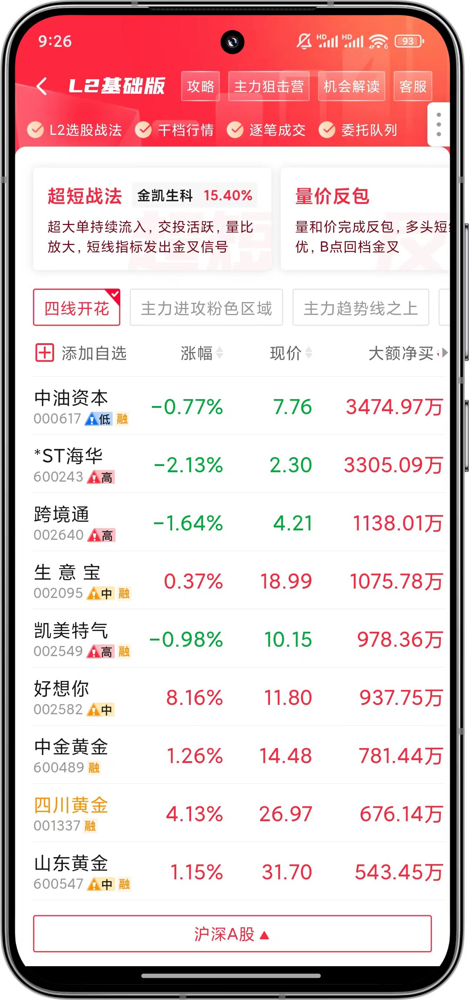 9:26
HD HD 6 93
L2基础版 攻略 主力狙击营 机会解读 客服
L2选股战法 千档行情 逐笔成交 委托队列
超短战法 金凯生科 15.40%
超大单持续流入，交投活跃，量比
放大，短线指标发出金叉信号
量价反包
量和价完成反包，多头短
优，B点回档金叉
四线开花 主力进攻粉色区域 主力趋势线之上
添加自选 涨幅 现价 大额净买
中油资本 -0.77% 7.76 3474.97万
000617 低 融
*ST海华 -2.13% 2.30 3305.09万
600243 高
跨境通 -1.64% 4.21 1138.01万
002640 高
生 意 宝 0.37% 18.99 1075.78万
002095 中 融
凯美特气 -0.98% 10.15 978.36万
002549 高 融
好想你 8.16% 11.80 937.75万
002582 中
中金黄金 1.26% 14.48 781.44万
600489 融
四川黄金 4.13% 26.97 676.14万
001337 融
山东黄金 1.15% 31.70 543.45万
600547 中 融
沪深A股